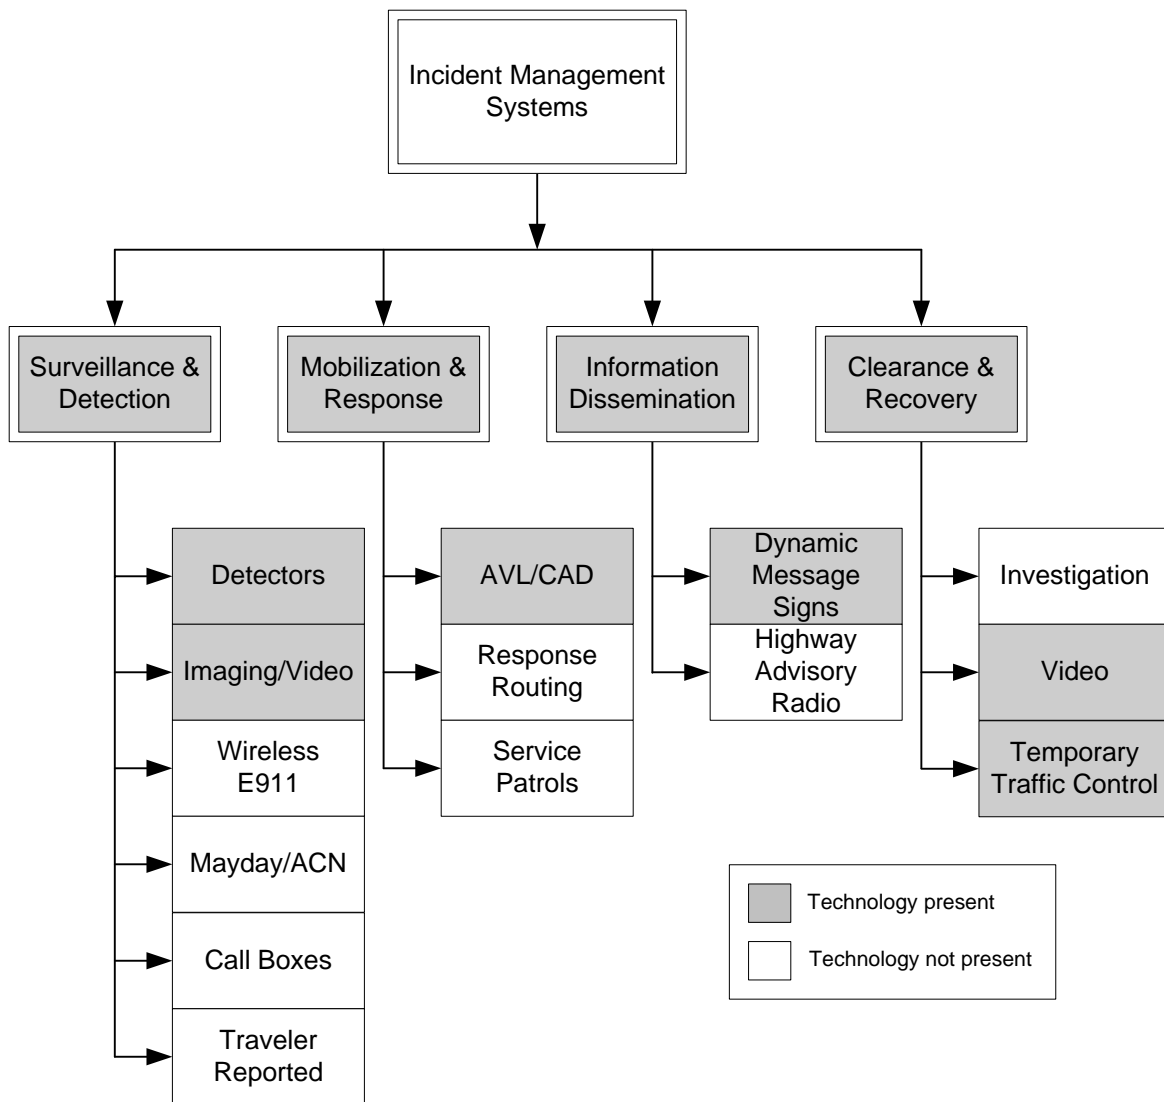 Incident Management
Systems
Surveillance &
Detection
Mobilization &
Response
Information
Dissemination
Clearance &
Recovery
Detectors
Imaging/Video
Wireless
E911
Mayday/ACN
Call Boxes
Traveler
Reported
AVL/CAD
Response
Routing
Service
Patrols
Dynamic
Message
Signs
Highway
Advisory
Radio
Investigation
Video
Temporary
Traffic Control
Technology present
Technology not present